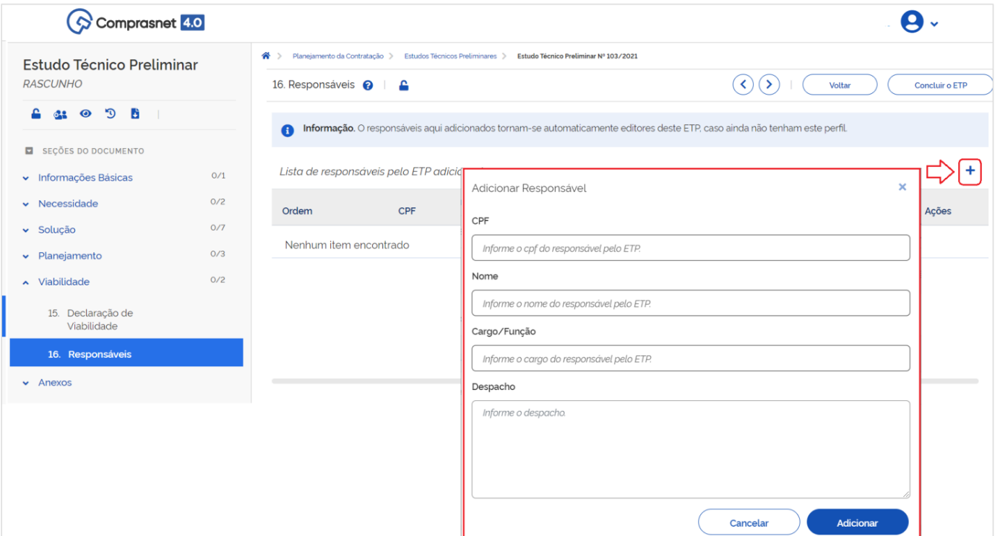 Comprasnet 4.0
Estudo Técnico Preliminar
RASCUNHO
SEÇÕES DO DOCUMENTO
Informações Básicas 0/1
Necessidade 0/2
Solução 0/7
Planejamento 0/3
Viabilidade 0/2
15. Declaração de
Viabilidade
16. Responsáveis
Anexos
Planejamento da Contratação > Estudos Técnicos Preliminares > Estudo Técnico Preliminar Nº 103/2021
16. Responsáveis
Voltar
Concluir o ETP
Informação. O responsáveis aqui adicionados tornam-se automaticamente editores deste ETP, caso ainda não tenham este perfil.
Lista de responsáveis pelo ETP
Ordem CPF Ações
Nenhum item encontrado
Adicionar Responsável
CPF
Informe o cpf do responsável pelo ETP.
Nome
Informe o nome do responsável pelo ETP.
Cargo/Função
Informe o cargo do responsável pelo ETP.
Despacho
Informe o despacho.
Cancelar
Adicionar